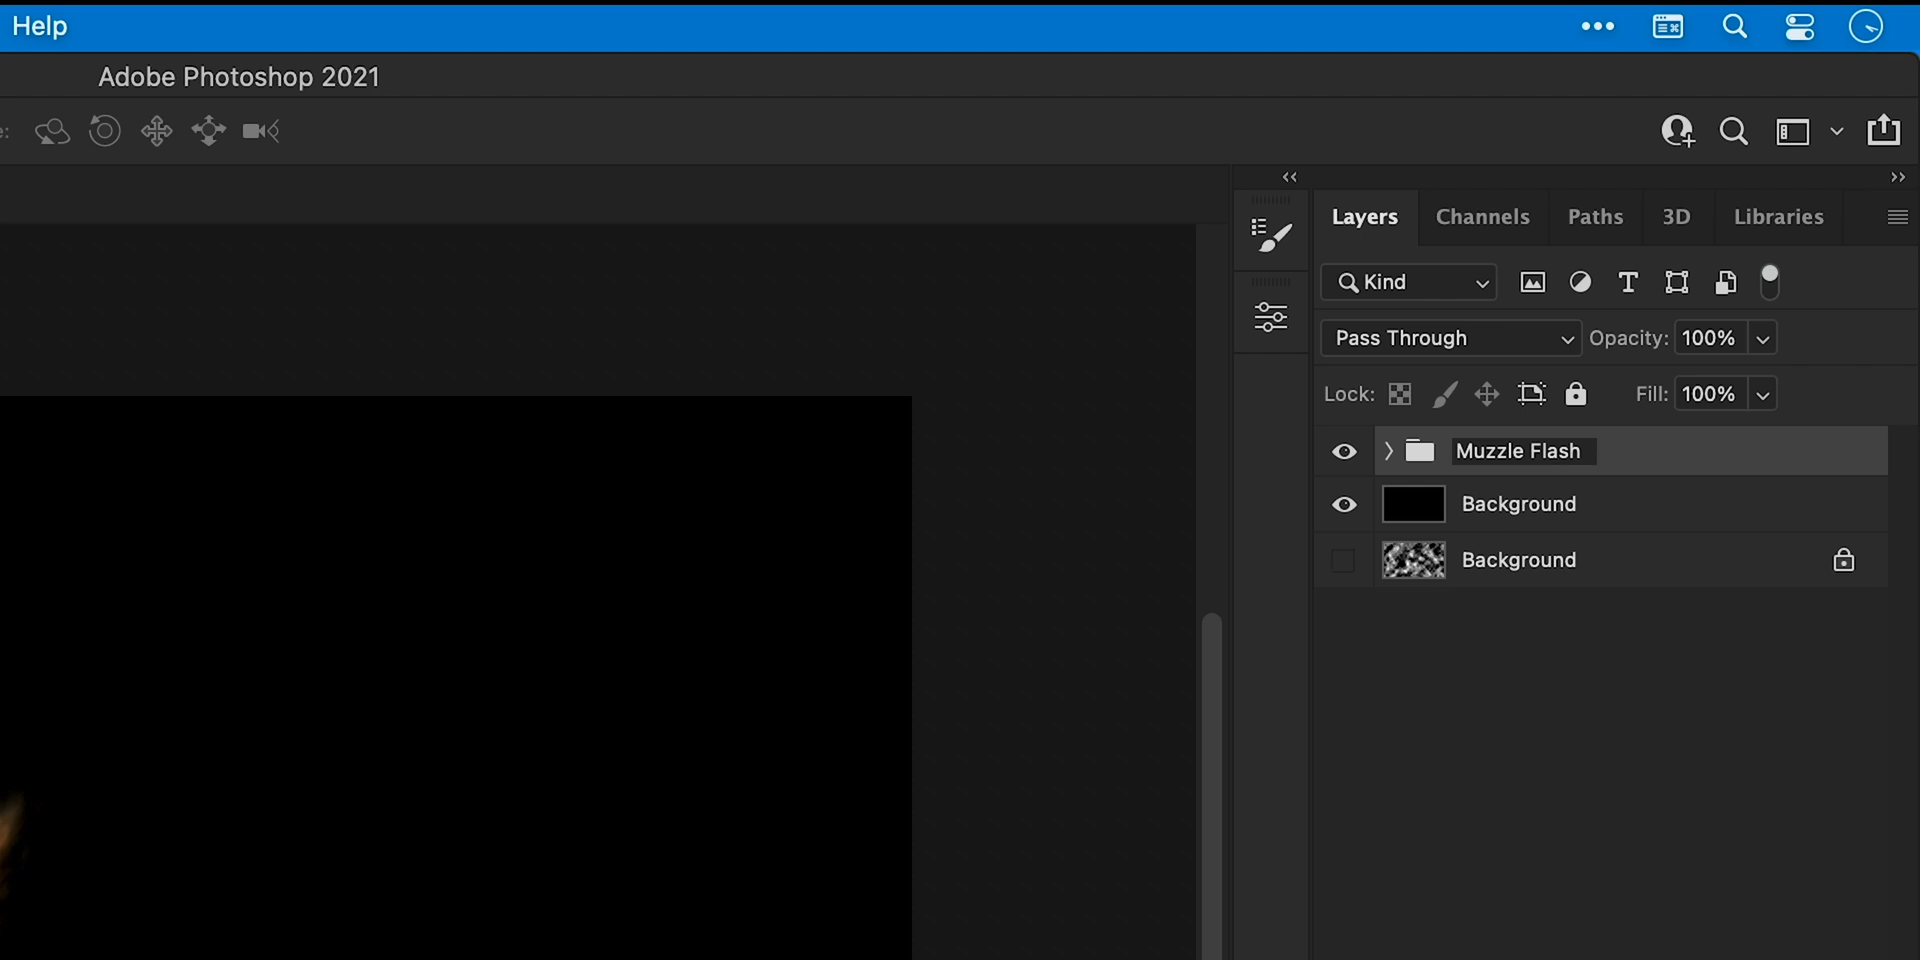 Help
Adobe Photoshop 2021
e:
Layers Channels Paths 3D Libraries
Kind
Pass Through Opacity: 100%
Lock: Fill: 100%
Muzzle Flash
Background
Background